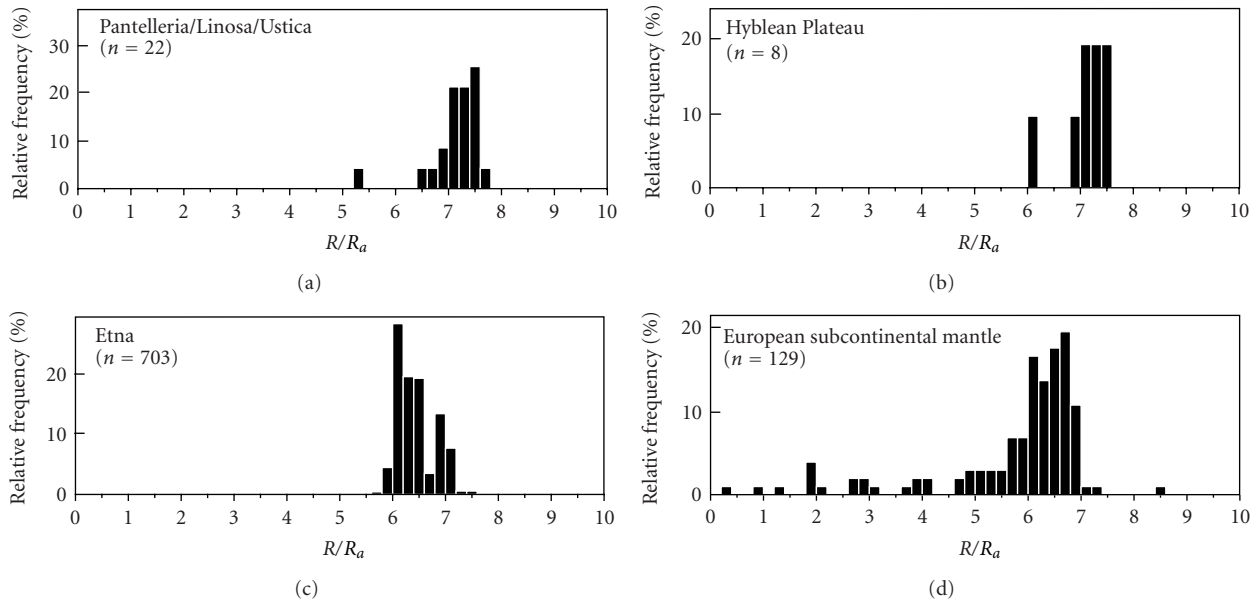 Relative frequency (%)
30
20
10
0
Pantelleria/Linosa/Ustica
(n = 22)
0 1 2 3 4 5 6 7 8 9 10
R/Ra
(a)
Relative frequency (%)
20
10
0
Hyblean Plateau
(n = 8)
0 1 2 3 4 5 6 7 8 9 10
R/Ra
(b)
Relative frequency (%)
20
10
0
Etna
(n = 703)
0 1 2 3 4 5 6 7 8 9 10
R/Ra
(c)
Relative frequency (%)
20
10
0
European subcontinental mantle
(n = 129)
0 1 2 3 4 5 6 7 8 9 10
R/Ra
(d)